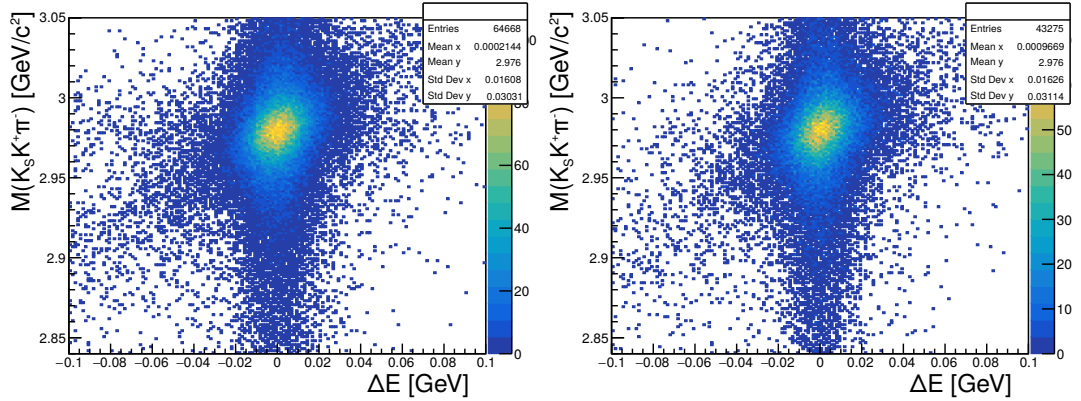 M(K_S K⁺π⁻) [GeV/c²]
3.05
3
2.95
2.9
2.85
−0.1 −0.08 −0.06 −0.04 −0.02 0 0.02 0.04 0.06 0.08 0.1
ΔE [GeV]
Entries 64668
Mean x 0.0002144
Mean y 2.976
Std Dev x 0.01608
Std Dev y 0.03031
60
40
20
0
M(K_S K⁺π⁻) [GeV/c²]
3.05
3
2.95
2.9
2.85
−0.1 −0.08 −0.06 −0.04 −0.02 0 0.02 0.04 0.06 0.08 0.1
ΔE [GeV]
Entries 43275
Mean x 0.0009669
Mean y 2.976
Std Dev x 0.01626
Std Dev y 0.03114
50
40
30
20
10
0